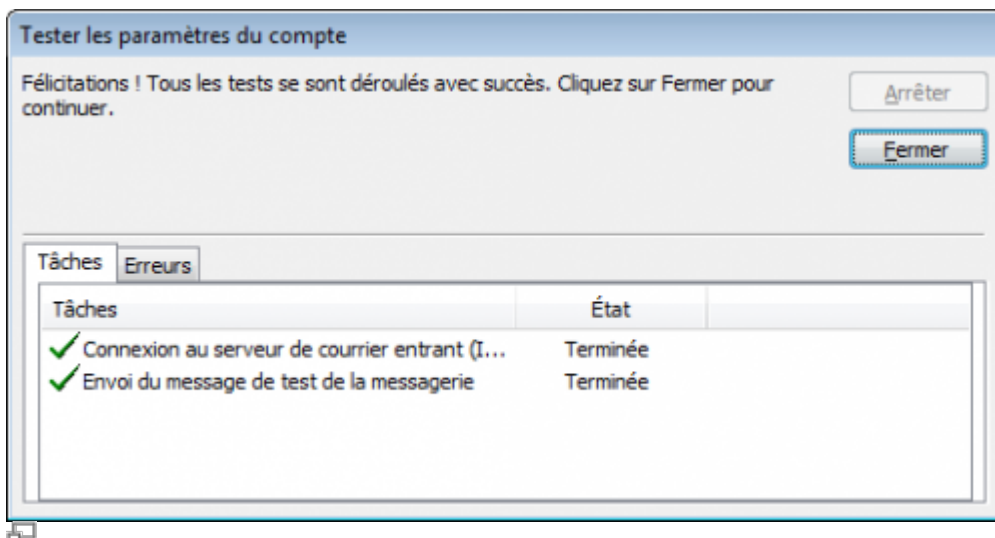 Tester les paramètres du compte
Félicitations ! Tous les tests se sont déroulés avec succès. Cliquez sur Fermer pour
continuer.
Arrêter
Fermer
Tâches Erreurs
Tâches État
Connexion au serveur de courrier entrant (I... Terminée
Envoi du message de test de la messagerie Terminée